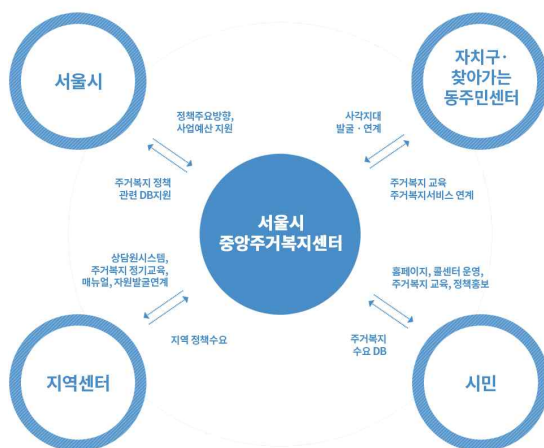 서울시
자치구·
찾아가는
동주민센터
정책주요방향,
사업예산 지원
사각지대
발굴·연계
주거복지 정책
관련 DB지원
주거복지 교육
주거복지서비스 연계
서울시
중앙주거복지센터
상담원시스템,
주거복지 정기교육,
매뉴얼, 자원발굴연계
홈페이지, 콜센터 운영,
주거복지 교육, 정책홍보
지역 정책수요
주거복지
수요 DB
지역센터
시민